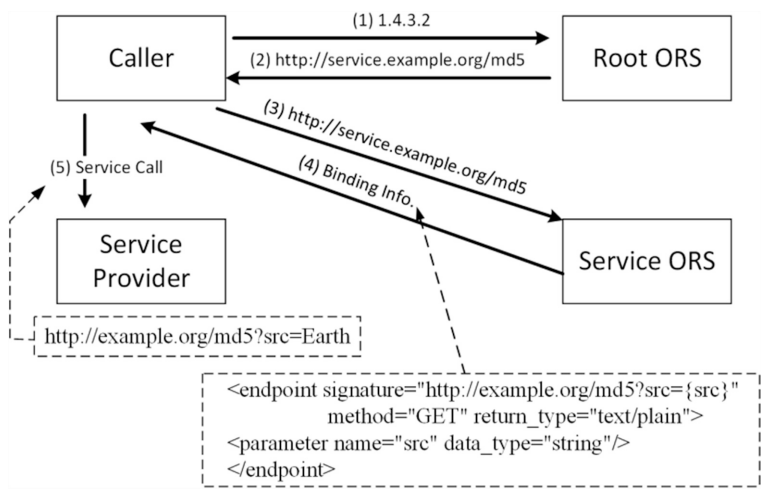 (1) 1.4.3.2
Caller
Root ORS
(2) http://service.example.org/md5
(3) http://service.example.org/md5
(4) Binding Info.
(5) Service Call
Service
Provider
Service ORS
http://example.org/md5?src=Earth
<endpoint signature="http://example.org/md5?src={src}"
method="GET" return_type="text/plain">
<parameter name="src" data_type="string"/>
</endpoint>